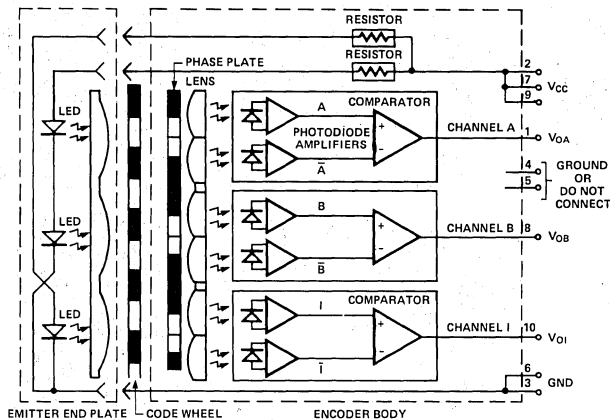 RESISTOR
RESISTOR
PHASE PLATE
LENS
LED
LED
LED
A
A̅
PHOTODIODE
AMPLIFIERS
COMPARATOR
CHANNEL A
B
B̅
CHANNEL B
I
I̅
COMPARATOR
CHANNEL I
2
7
9
VCC
1
VOA
4
5
GROUND
OR
DO NOT
CONNECT
8
VOB
10
VOI
6
3
GND
+
-
+
-
+
-
EMITTER END PLATE
CODE WHEEL
ENCODER BODY